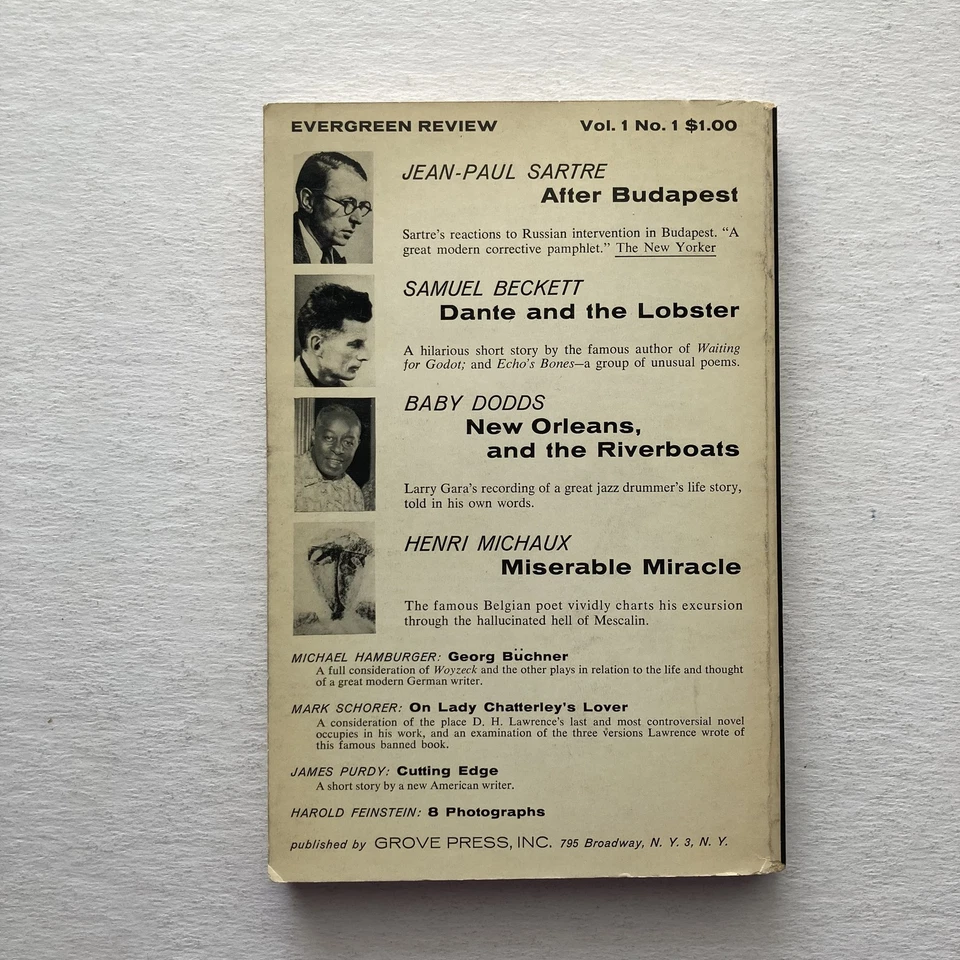 EVERGREEN REVIEW Vol. 1 No. 1 $1.00
JEAN-PAUL SARTRE
After Budapest
Sartre's reactions to Russian intervention in Budapest. “A
great modern corrective pamphlet.” The New Yorker
SAMUEL BECKETT
Dante and the Lobster
A hilarious short story by the famous author of Waiting
for Godot; and Echo's Bones—a group of unusual poems.
BABY DODDS
New Orleans,
and the Riverboats
Larry Gara's recording of a great jazz drummer's life story,
told in his own words.
HENRI MICHAUX
Miserable Miracle
The famous Belgian poet vividly charts his excursion
through the hallucinated hell of Mescalin.
MICHAEL HAMBURGER: Georg Büchner
A full consideration of Woyzeck and the other plays in relation to the life and thought
of a great modern German writer.
MARK SCHORER: On Lady Chatterley's Lover
A consideration of the place D. H. Lawrence's last and most controversial novel
occupies in his work, and an examination of the three versions Lawrence wrote of
this famous banned book.
JAMES PURDY: Cutting Edge
A short story by a new American writer.
HAROLD FEINSTEIN: 8 Photographs
published by GROVE PRESS, INC. 795 Broadway, N. Y. 3, N. Y.